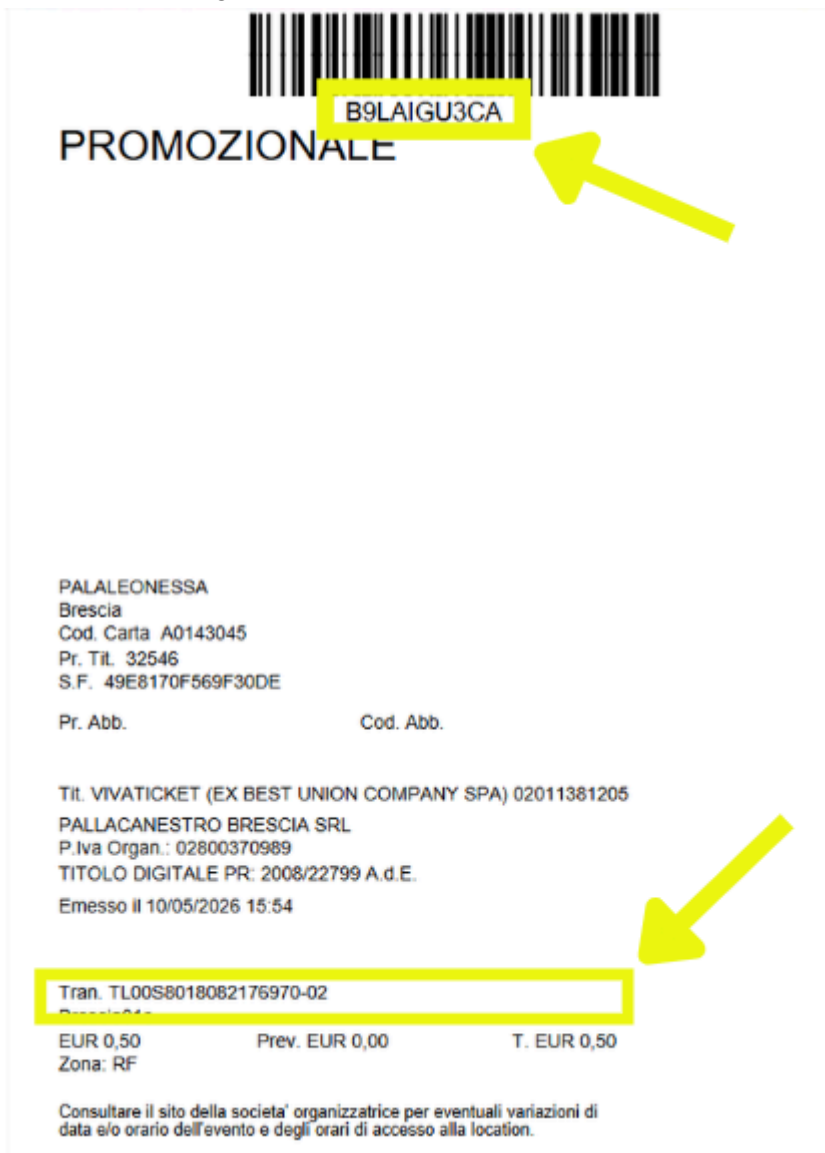 B9LAIGU3CA
PROMOZIONALE
PALALEONESSA
Brescia
Cod. Carta A0143045
Pr. Tit. 32546
S.F. 49E8170F569F30DE
Pr. Abb. Cod. Abb.
Tit. VIVATICKET (EX BEST UNION COMPANY SPA) 02011381205
PALLACANESTRO BRESCIA SRL
P.Iva Organ.: 02800370989
TITOLO DIGITALE PR: 2008/22799 A.d.E.
Emesso il 10/05/2026 15:54
Tran. TL00S8018082176970-02
EUR 0,50 Prev. EUR 0,00 T. EUR 0,50
Zona: RF
Consultare il sito della societa' organizzatrice per eventuali variazioni di
data e/o orario dell'evento e degli orari di accesso alla location.